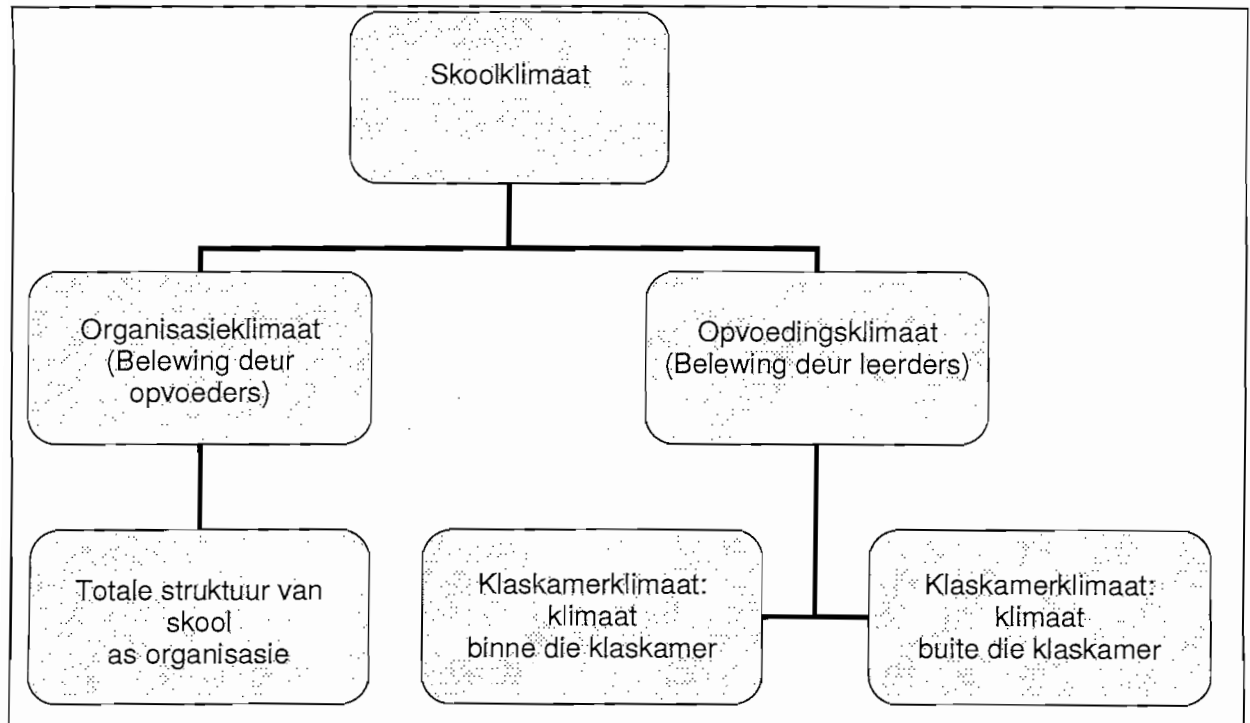 Skoolklimaat
Organisasieklimaat
(Belewing deur
opvoeders)
Opvoedingsklimaat
(Belewing deur leerders)
Totale struktuur van
skool
as organisasie
Klaskamerklimaat:
klimaat
binne die klaskamer
Klaskamerklimaat:
klimaat
buite die klaskamer